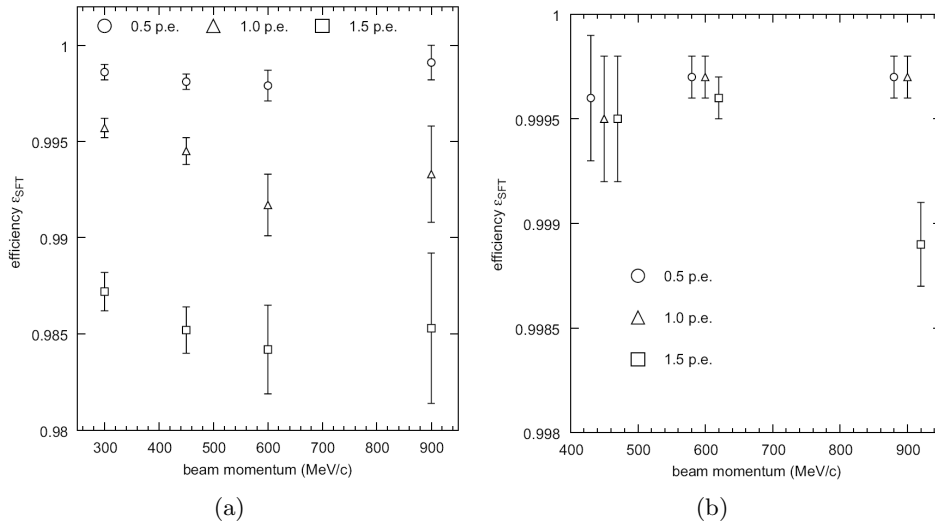 0.5 p.e. 1.0 p.e. 1.5 p.e.
1
0.995
0.99
0.985
0.98
efficiency εSFT
300 400 500 600 700 800 900
beam momentum (MeV/c)
(a)
1
0.9995
0.999
0.9985
0.998
efficiency εSFT
0.5 p.e.
1.0 p.e.
1.5 p.e.
400 500 600 700 800 900
beam momentum (MeV/c)
(b)